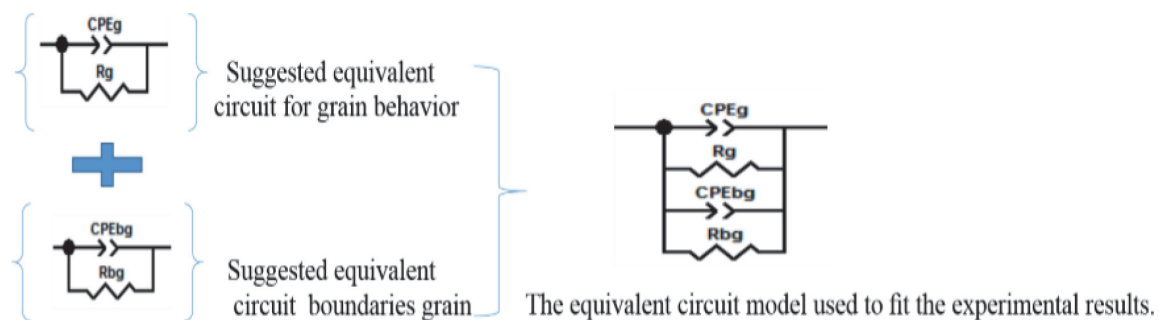 CPEg
Rg
Suggested equivalent
circuit for grain behavior
CPEbg
Rbg
Suggested equivalent
circuit boundaries grain
CPEg
Rg
CPEbg
Rbg
The equivalent circuit model used to fit the experimental results.